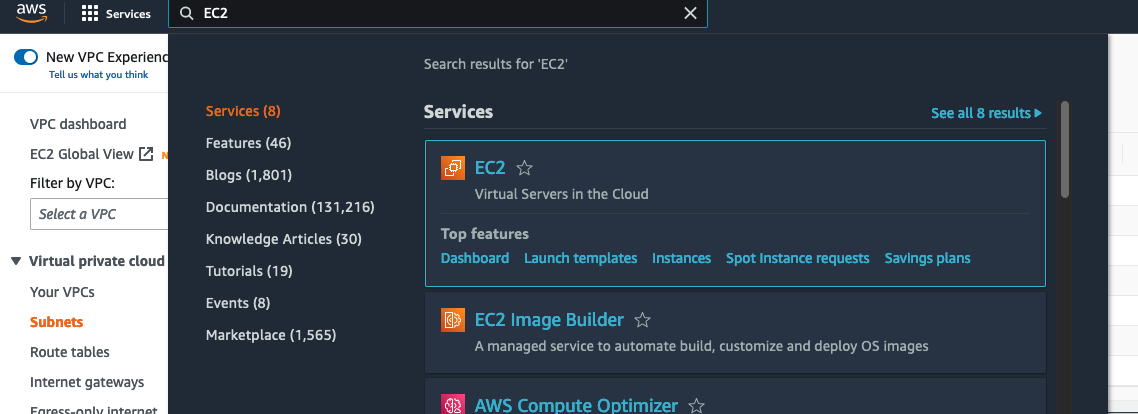 aws
Services
EC2
New VPC Experienc
Tell us what you think
VPC dashboard
EC2 Global View
Filter by VPC:
Select a VPC
Virtual private cloud
Your VPCs
Subnets
Route tables
Internet gateways
Egress-only internet
Search results for 'EC2'
Services (8)
Features (46)
Blogs (1,801)
Documentation (131,216)
Knowledge Articles (30)
Tutorials (19)
Events (8)
Marketplace (1,565)
Services
See all 8 results
EC2
Virtual Servers in the Cloud
Top features
Dashboard Launch templates Instances Spot Instance requests Savings plans
EC2 Image Builder
A managed service to automate build, customize and deploy OS images
AWS Compute Optimizer